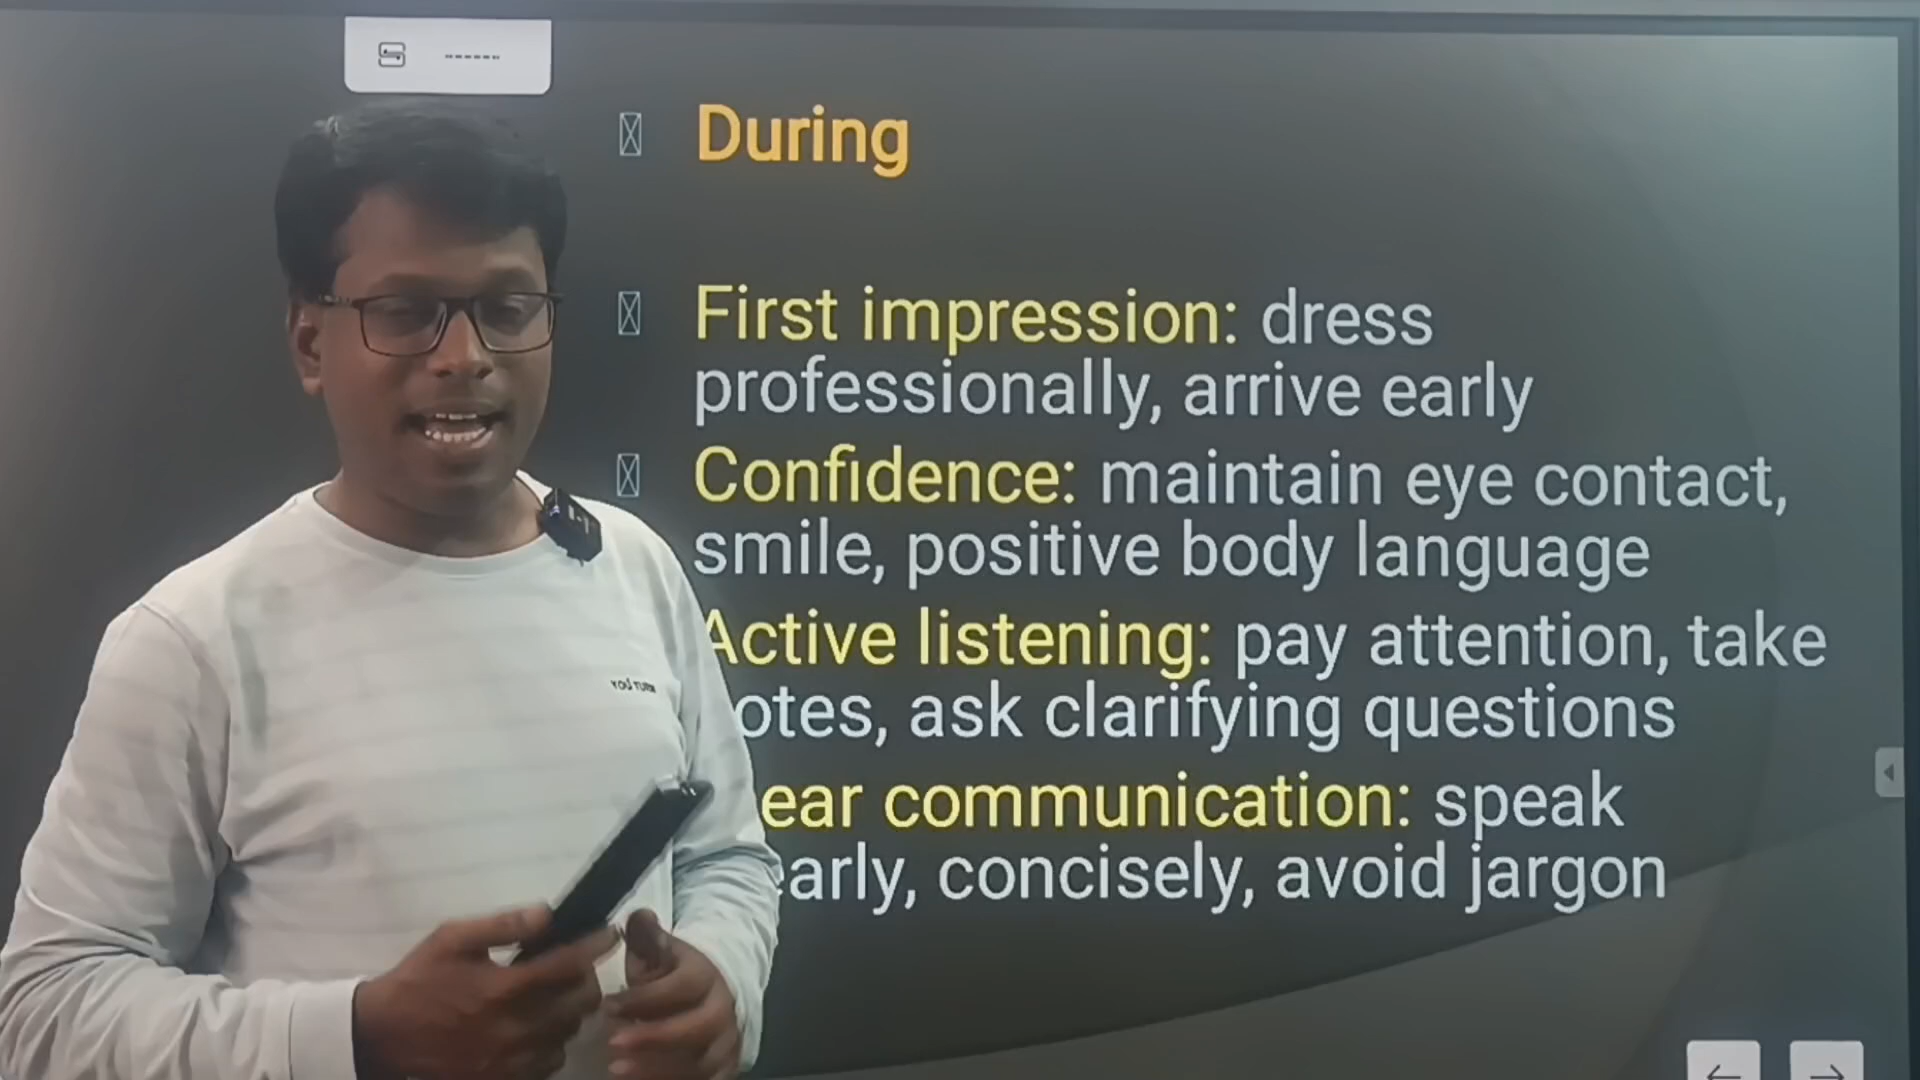 During
First impression: dress
professionally, arrive early
Confidence: maintain eye contact,
smile, positive body language
Active listening: pay attention, take
otes, ask clarifying questions
ear communication: speak
early, concisely, avoid jargon